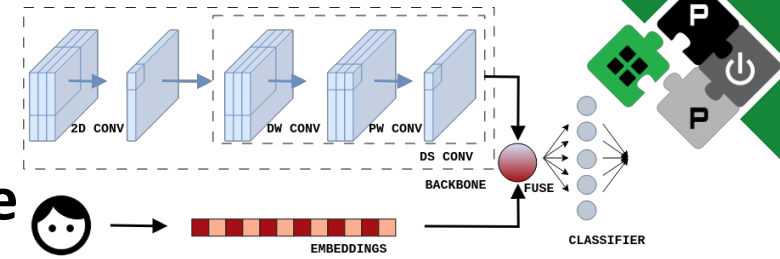 P
2D CONV
DW CONV
PW CONV
P
DS CONV
BACKBONE
FUSE
e
EMBEDDINGS
CLASSIFIER